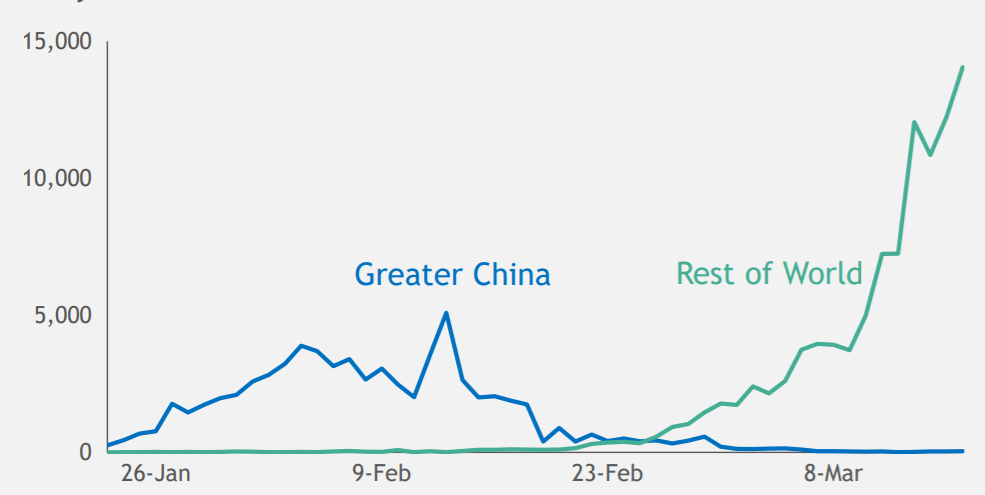 15,000
10,000
Greater China
Rest of World
5,000
0
26-Jan
9-Feb
23-Feb
8-Mar